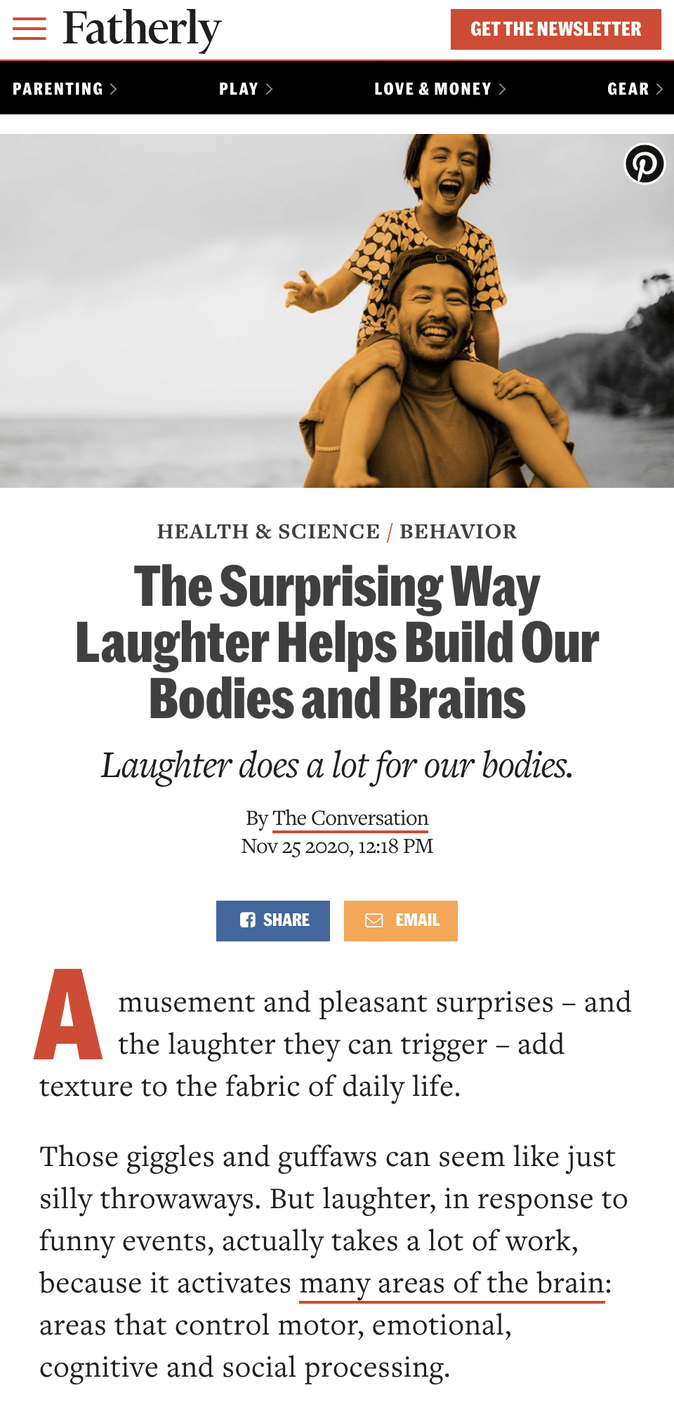 Fatherly
GET THE NEWSLETTER
PARENTING
PLAY
LOVE & MONEY
GEAR
HEALTH & SCIENCE / BEHAVIOR
The Surprising Way
Laughter Helps Build Our
Bodies and Brains
Laughter does a lot for our bodies.
By The Conversation
Nov 25 2020, 12:18 PM
SHARE
EMAIL
Amusement and pleasant surprises – and
the laughter they can trigger – add
texture to the fabric of daily life.
Those giggles and guffaws can seem like just
silly throwaways. But laughter, in response to
funny events, actually takes a lot of work,
because it activates many areas of the brain:
areas that control motor, emotional,
cognitive and social processing.